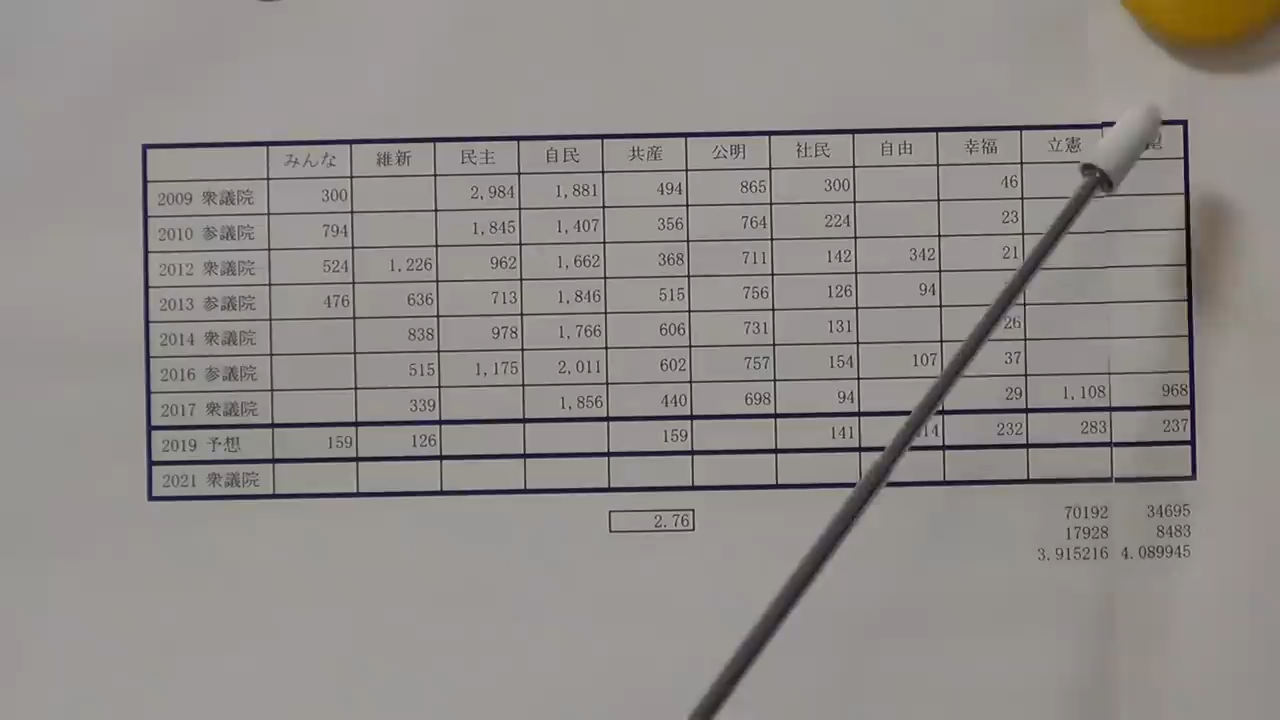 みんな 維新 民主 自民 共産 公明 社民 自由 幸福 立憲
2009 衆議院 300 2,984 1,881 494 865 300 46
2010 参議院 794 1,845 1,407 356 764 224 23
2012 衆議院 524 1,226 962 1,662 368 711 142 342 21
2013 参議院 476 636 713 1,846 515 756 126 94
2014 衆議院 838 978 1,766 606 731 131 26
2016 参議院 515 1,175 2,011 602 757 154 107 37
2017 衆議院 339 1,856 440 698 94 29 1,108 968
2019 予想 159 126 159 141 232 283 237
2021 衆議院
2.76
70192 34695
17928 8483
3.915216 4.089945